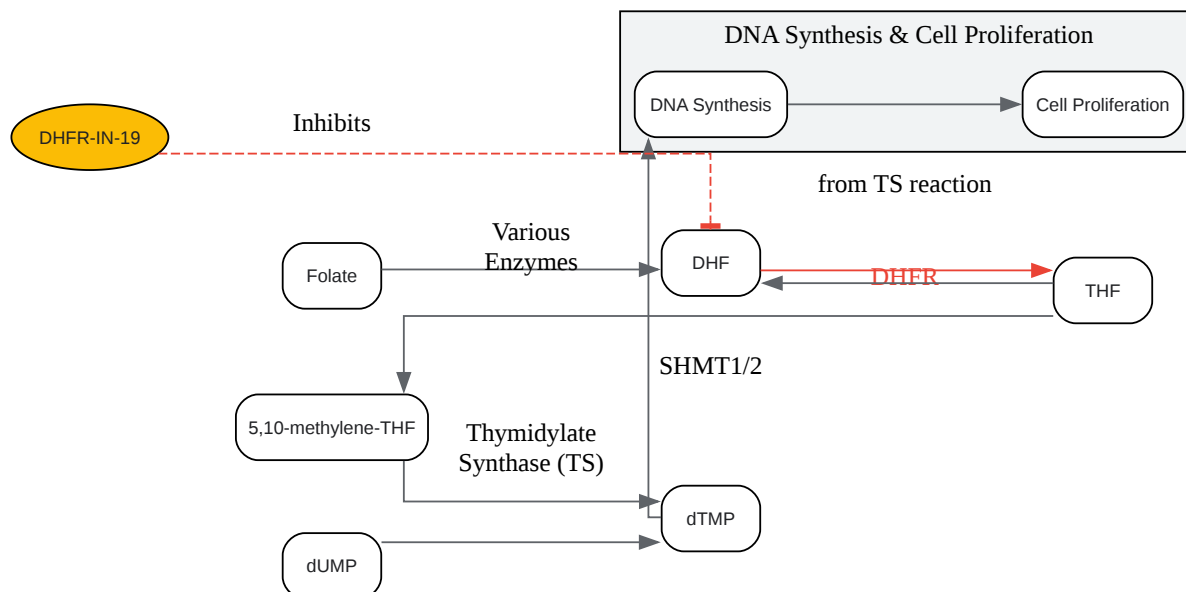 DNA Synthesis & Cell Proliferation
DNA Synthesis
Cell Proliferation
DHFR-IN-19
Inhibits
from TS reaction
Various
Enzymes
DHF
Folate
DHFR
THF
SHMT1/2
5,10-methylene-THF
Thymidylate
Synthase (TS)
dTMP
dUMP